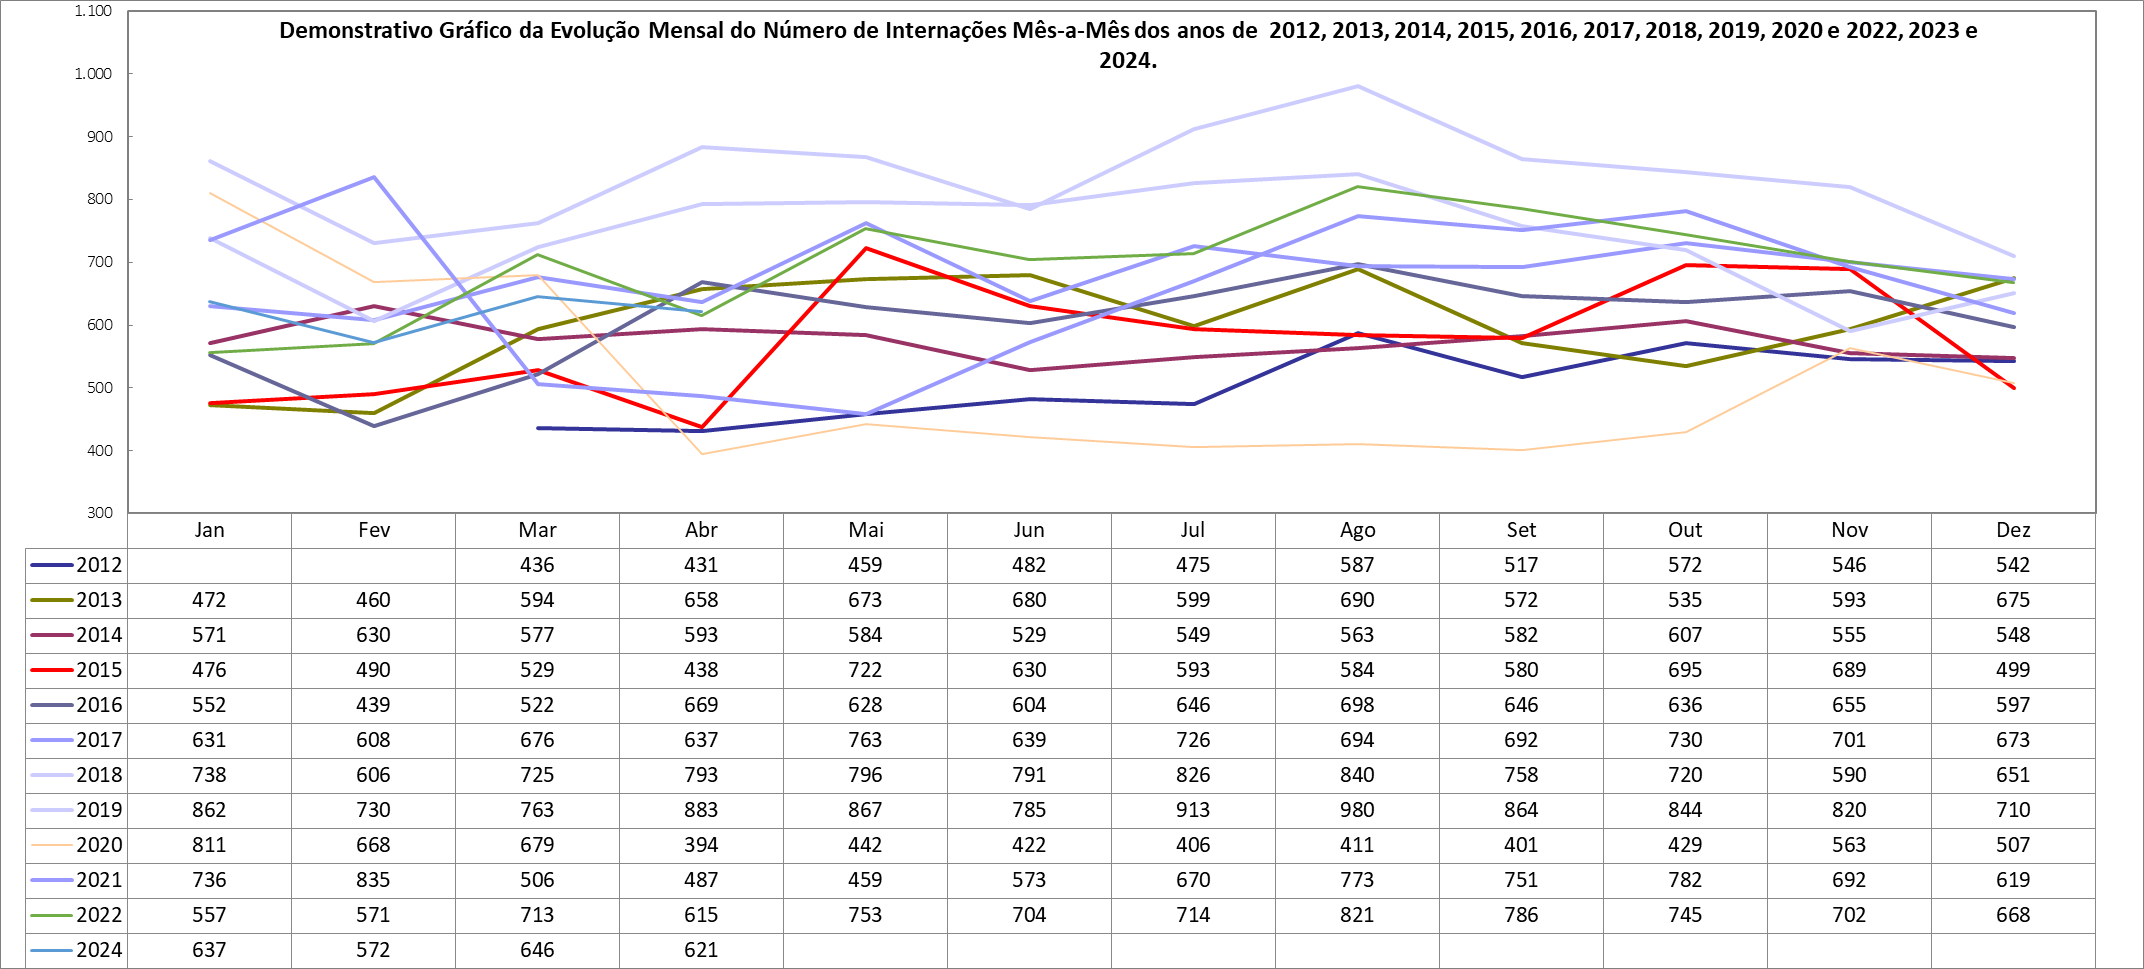 Demonstrativo Gráfico da Evolução Mensal do Número de Internações Mês-a-Mês dos anos de 2012, 2013, 2014, 2015, 2016, 2017, 2018, 2019, 2020 e 2022, 2023 e
2024.
1.100
1.000
900
800
700
600
500
400
300
Jan Fev Mar Abr Mai Jun Jul Ago Set Out Nov Dez
2012 436 431 459 482 475 587 517 572 546 542
2013 472 460 594 658 673 680 599 690 572 535 593 675
2014 571 630 577 593 584 529 549 563 582 607 555 548
2015 476 490 529 438 722 630 593 584 580 695 689 499
2016 552 439 522 669 628 604 646 698 646 636 655 597
2017 631 608 676 637 763 639 726 694 692 730 701 673
2018 738 606 725 793 796 791 826 840 758 720 590 651
2019 862 730 763 883 867 785 913 980 864 844 820 710
2020 811 668 679 394 442 422 406 411 401 429 563 507
2021 736 835 506 487 459 573 670 773 751 782 692 619
2022 557 571 713 615 753 704 714 821 786 745 702 668
2024 637 572 646 621